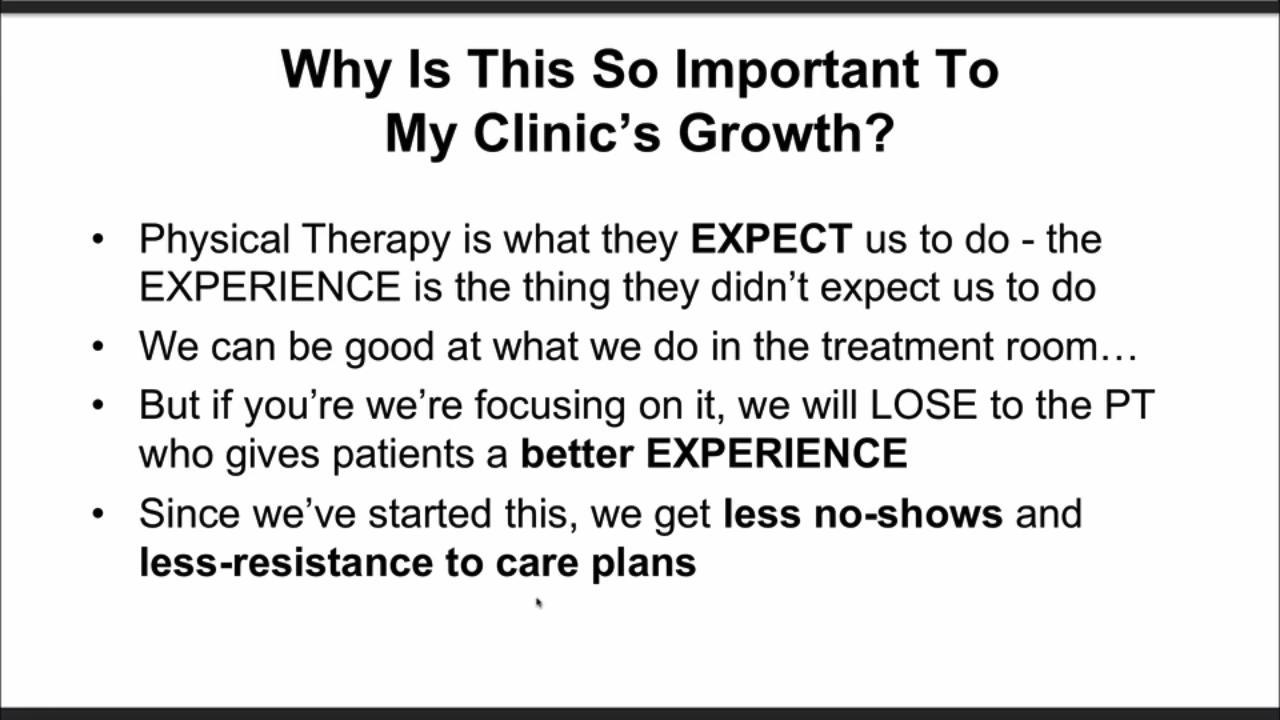 Why Is This So Important To
My Clinic’s Growth?
• Physical Therapy is what they EXPECT us to do - the
EXPERIENCE is the thing they didn’t expect us to do
• We can be good at what we do in the treatment room…
• But if you’re we’re focusing on it, we will LOSE to the PT
who gives patients a better EXPERIENCE
• Since we’ve started this, we get less no-shows and
less-resistance to care plans